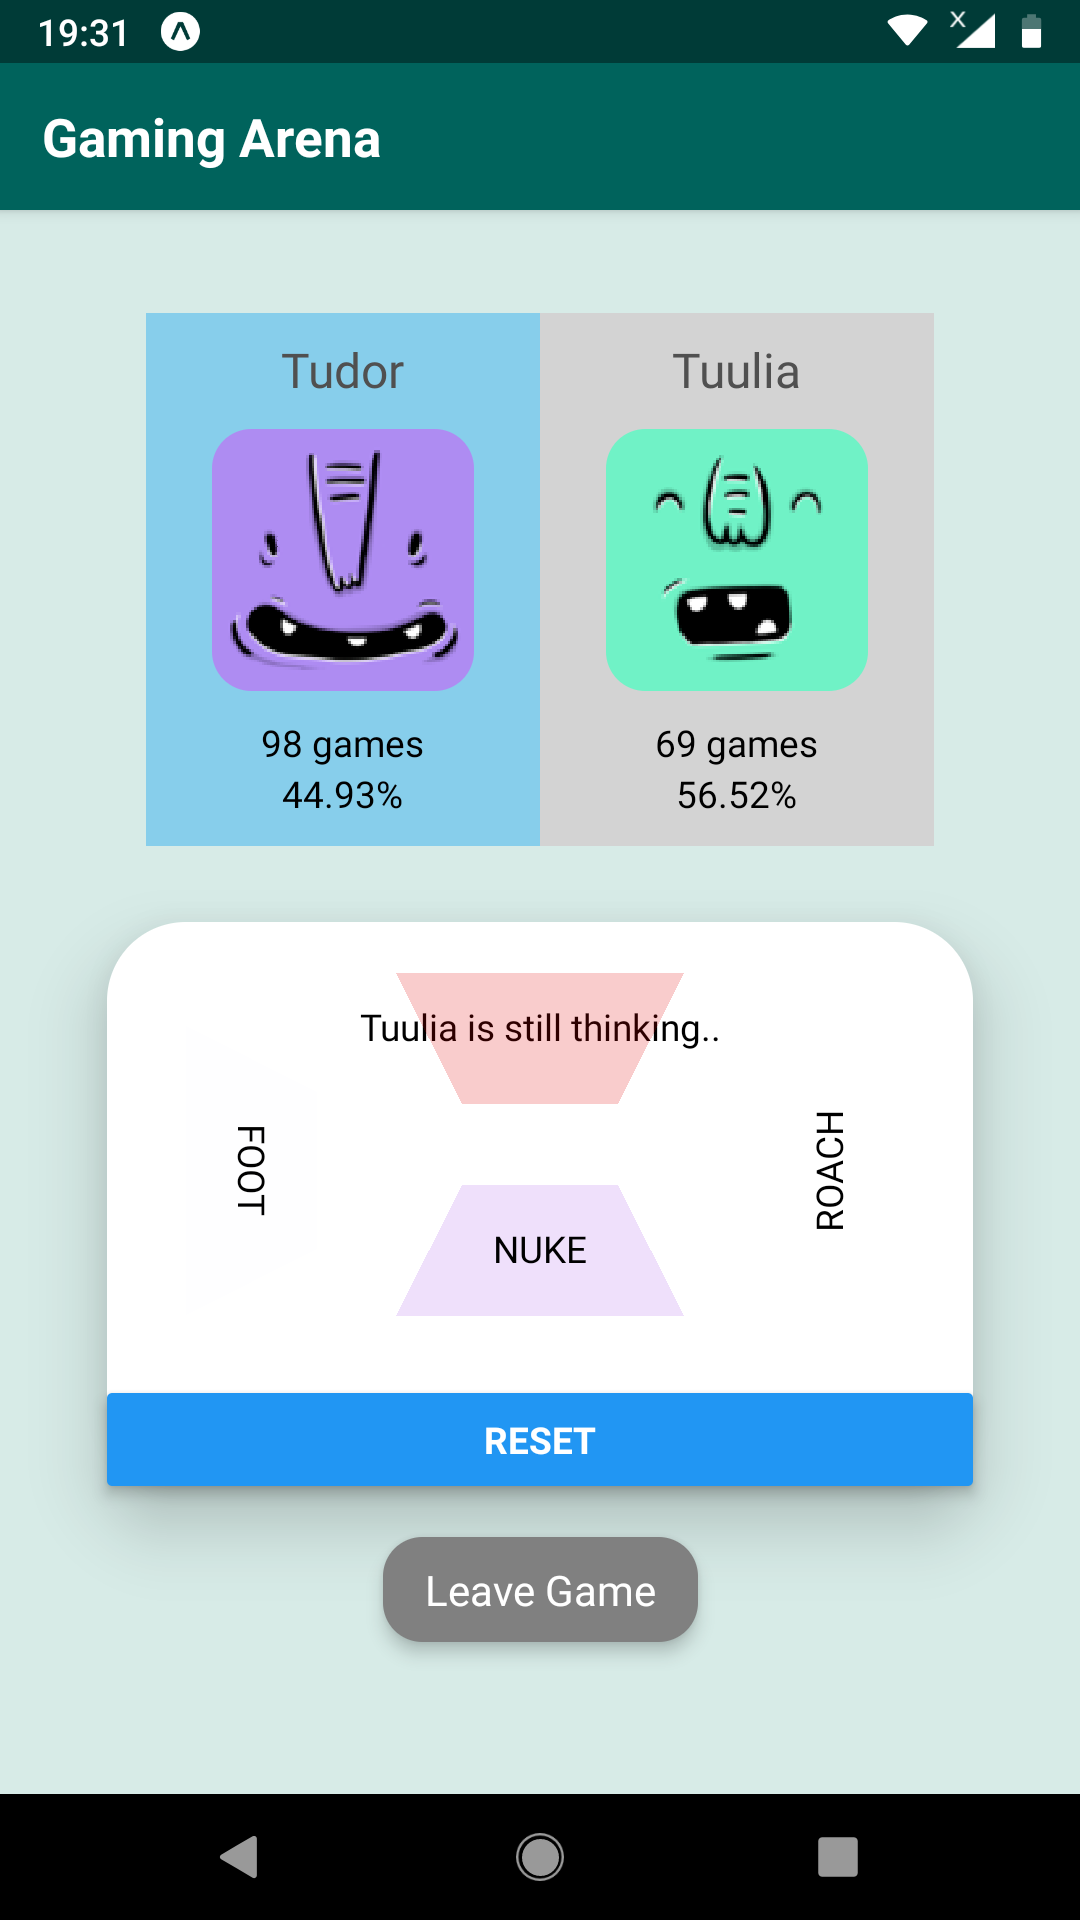 19:31
Gaming Arena
Tudor
Tuulia
98 games
44.93%
69 games
56.52%
Tuulia is still thinking..
FOOT
ROACH
NUKE
RESET
Leave Game